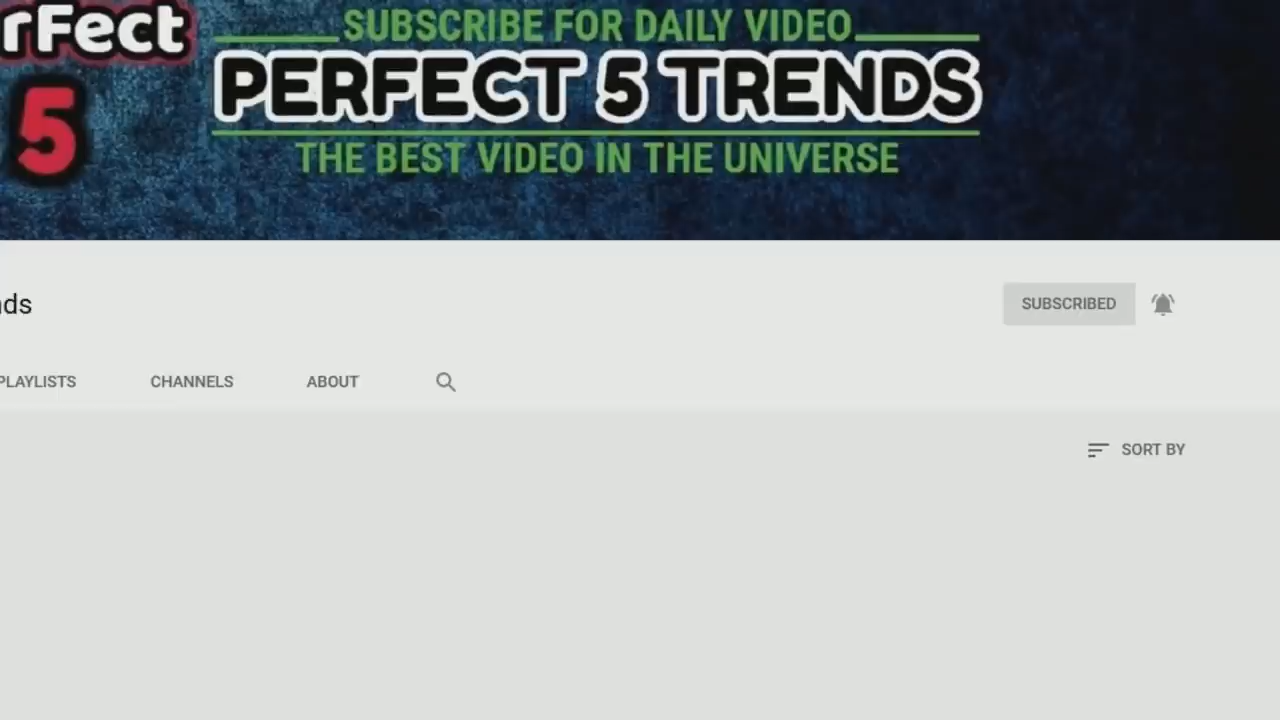 rFect
5
SUBSCRIBE FOR DAILY VIDEO
PERFECT 5 TRENDS
THE BEST VIDEO IN THE UNIVERSE
nds
SUBSCRIBED
PLAYLISTS
CHANNELS
ABOUT
SORT BY